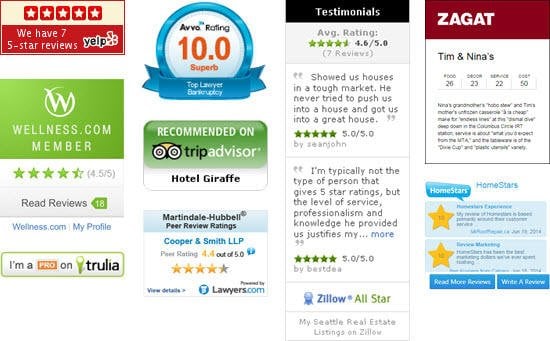 We have 7
5-star reviews
yelp
WELLNESS.COM
MEMBER
(4.5/5)
Read Reviews 18
Wellness.com | My Profile
I'm a PRO on trulia
Avvo Rating
10.0
Superb
Top Lawyer
Bankruptcy
RECOMMENDED ON
tripadvisor
Hotel Giraffe
Martindale-Hubbell®
Peer Review Ratings
Cooper & Smith LLP
Peer Rating 4.4 out of 5.0
View details >
Powered by
Lawyers.com
Testimonials
Avg. Rating:
4.6/5.0
(7 Reviews)
Showed us houses
in a tough market. He
never tried to push us
into a house and got us
into a great house.
5.0/5.0
by seanjohn
I'm typically not the
type of person that
gives 5 star ratings, but
the level of service,
professionalism and
knowledge he provided
us justifies my... more
5.0/5.0
by bestdea
Zillow® All Star
My Seattle Real Estate
Listings on Zillow
ZAGAT
Tim & Nina's
FOOD DECOR SERVICE COST
26 23 22 50
Nina's grandmother's "hobo stew" and Tim's
mother's unfrozen casserole "à la cheap"
make for "endless lines" at this "dismal dive"
deep down in the Columbus Circle IRT
station; service is about "what you'd expect
from the MTA," and the tableware is of the
"Dixie Cup" and "plastic utensils" variety.
HomeStars HomeStars
10
Homestars Experience
My review of Homestars is based
primarily around their customer
Jun 19, 2014
10
Review Marketing
HomeStars has been the best
marketing dollars we've ever spent.
Nothing
Jun 18, 2014
Read More Reviews Write A Review